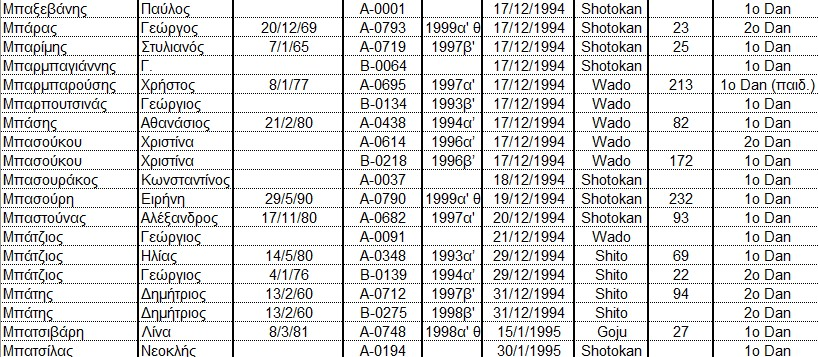 Μπαξεβάνης Παύλος Α-0001 17/12/1994 Shotokan 1ο Dan
Μπάρας Γεώργος 20/12/69 Α-0793 1999α' θ 17/12/1994 Shotokan 23 2ο Dan
Μπαρίμης Στυλιανός 7/1/65 Α-0719 1997β' 17/12/1994 Shotokan 25 1ο Dan
Μπαρμπαγιάννης Γ. Β-0064 17/12/1994 Shotokan 1ο Dan
Μπαρμπαρούσης Χρήστος 8/1/77 Α-0695 1997α' 17/12/1994 Wado 213 1ο Dan (παιδ.)
Μπαρπουτσινάς Γεώργιος Β-0134 1993β' 17/12/1994 Wado 1ο Dan
Μπάσης Αθανάσιος 21/2/80 Α-0438 1994α’ 17/12/1994 Wado 82 1ο Dan
Μπασούκου Χριστίνα Α-0614 1996α’ 17/12/1994 Wado 2ο Dan
Μπασούκου Χριστίνα Β-0218 1996β’ 17/12/1994 Wado 172 1ο Dan
Μπασουράκος Κωνσταντίνος Α-0037 18/12/1994 Shotokan 1ο Dan
Μπασούρη Ειρήνη 29/5/90 Α-0790 1999α' θ 19/12/1994 Shotokan 232 1ο Dan
Μπαστούνας Αλέξανδρος 17/11/80 Α-0682 1997α' 20/12/1994 Shotokan 93 1ο Dan
Μπάτζιος Γεώργιος Α-0091 21/12/1994 Wado 1ο Dan
Μπάτζιος Ηλίας 14/5/80 Α-0348 1993α’ 29/12/1994 Shito 69 1ο Dan
Μπάτζιος Γεώργιος 4/1/76 Β-0139 1994α’ 29/12/1994 Shito 22 2ο Dan
Μπάτης Δημήτριος 13/2/60 Α-0712 1997β' 31/12/1994 Shito 94 2ο Dan
Μπάτης Δημήτριος 13/2/60 Β-0275 1998β' 31/12/1994 Shito 2ο Dan
Μπατσιβάρη Λίνα 8/3/81 Α-0748 1998α' θ 15/1/1995 Goju 27 1ο Dan
Μπατσίλας Νεοκλής Α-0194 30/1/1995 Shotokan 1ο Dan